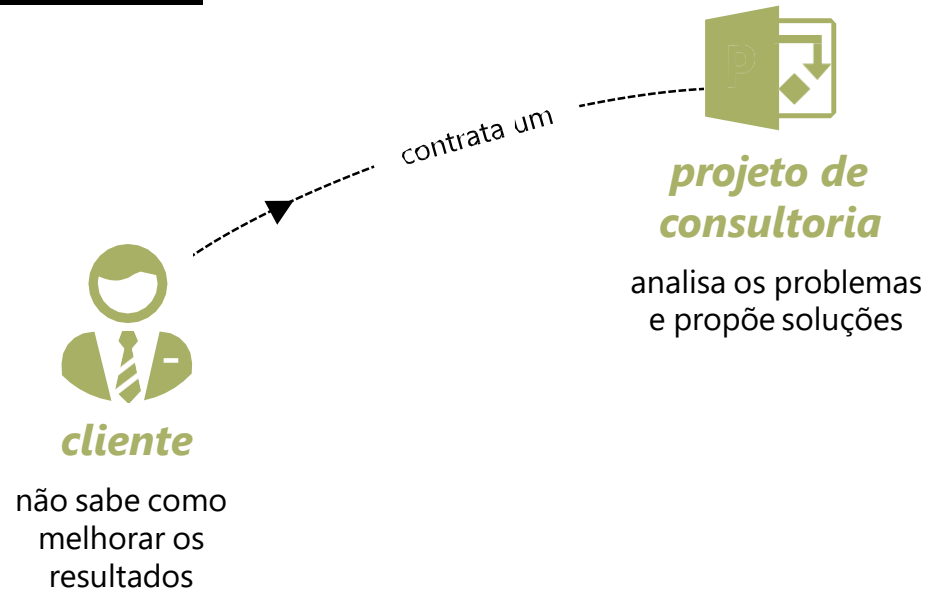 contrata um
P
projeto de
consultoria
analisa os problemas
e propõe soluções
cliente
não sabe como
melhorar os
resultados